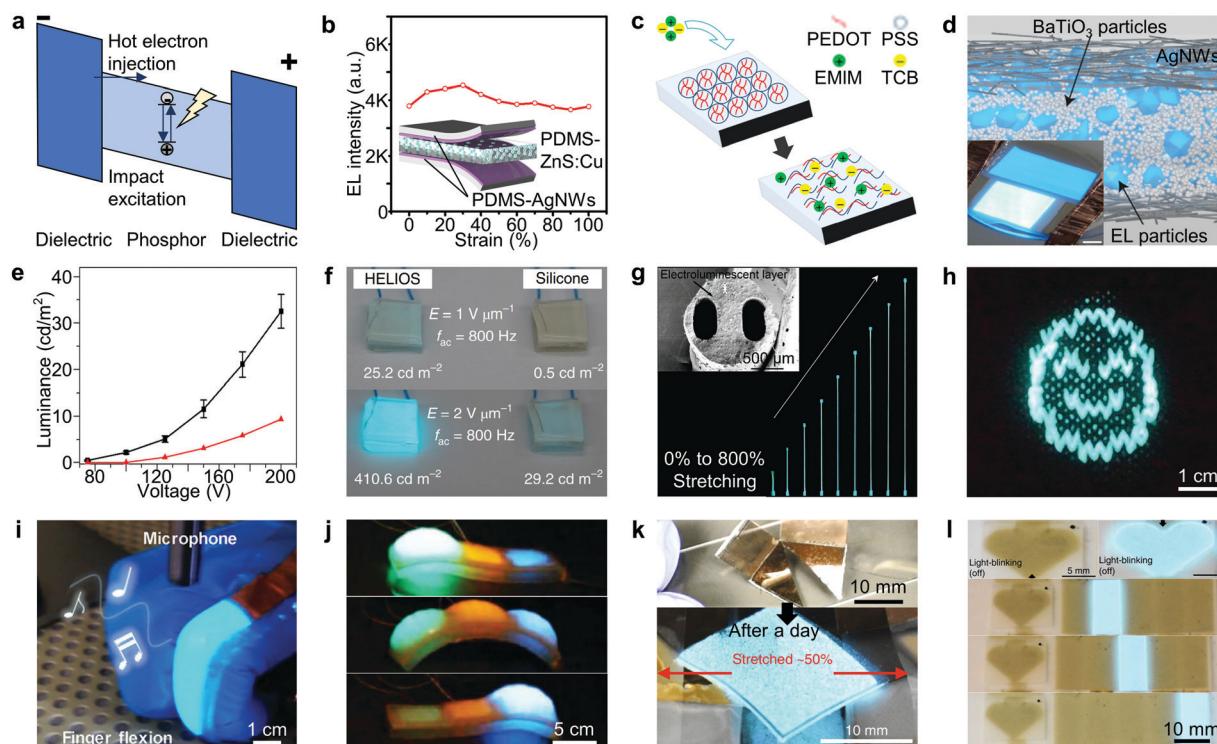 a
−
Hot electron
injection
+
−
+
Impact
excitation
Dielectric Phosphor Dielectric
b
EL intensity (a.u.)
6K
4K
2K
0
PDMS-
ZnS:Cu
PDMS-AgNWs
0 20 40 60 80 100
Strain (%)
c
PEDOT PSS
EMIM TCB
d
BaTiO₃ particles
AgNWs
EL particles
e
Luminance (cd/m²)
40
30
20
10
0
80 120 160 200
Voltage (V)
f
HELIOS Silicone
E = 1 V μm⁻¹
fac = 800 Hz
25.2 cd m⁻² 0.5 cd m⁻²
E = 2 V μm⁻¹
fac = 800 Hz
410.6 cd m⁻² 29.2 cd m⁻²
g
Electroluminescent layer
500 μm
0% to 800%
Stretching
h
1 cm
i
Microphone
1 cm
Finger flexion
j
5 cm
k
10 mm
After a day
Stretched ~50%
10 mm
l
Light-blinking
(off)
5 mm
Light-blinking
(off)
10 mm